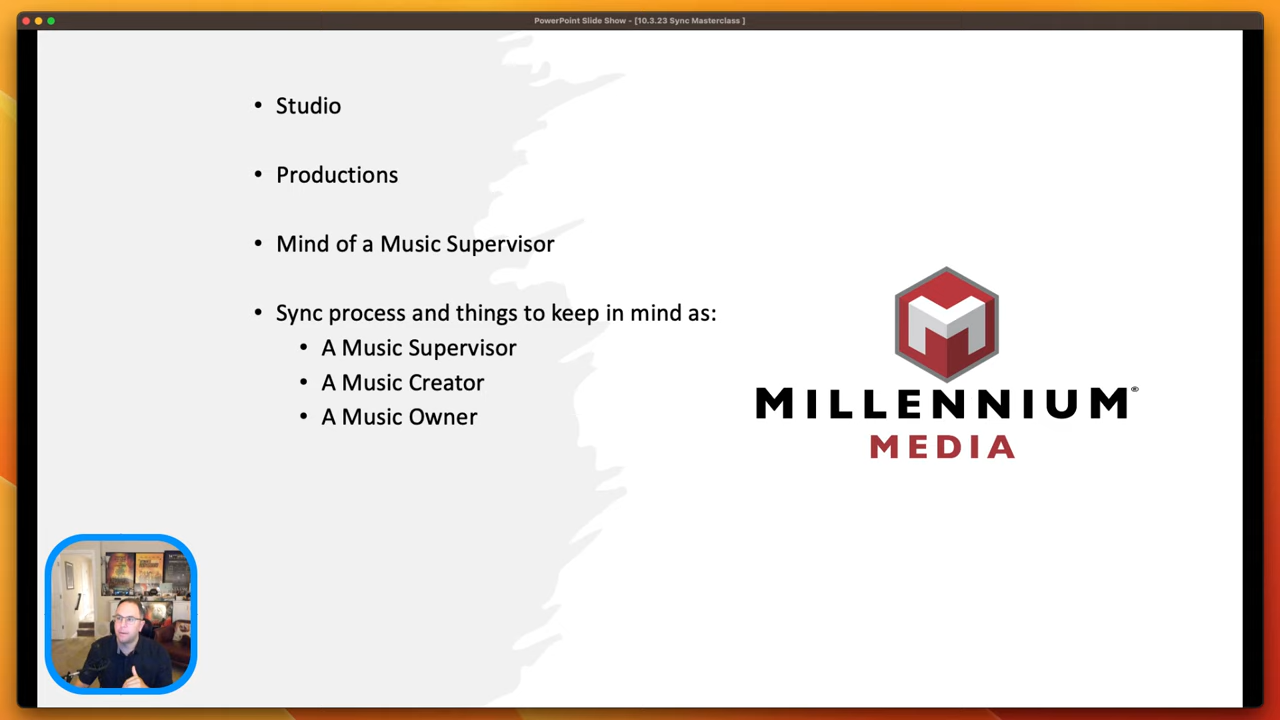 PowerPoint Slide Show - [10.3.23 Sync Masterclass ]
• Studio
• Productions
• Mind of a Music Supervisor
• Sync process and things to keep in mind as:
• A Music Supervisor
• A Music Creator
• A Music Owner
MILLENNIUM®
MEDIA